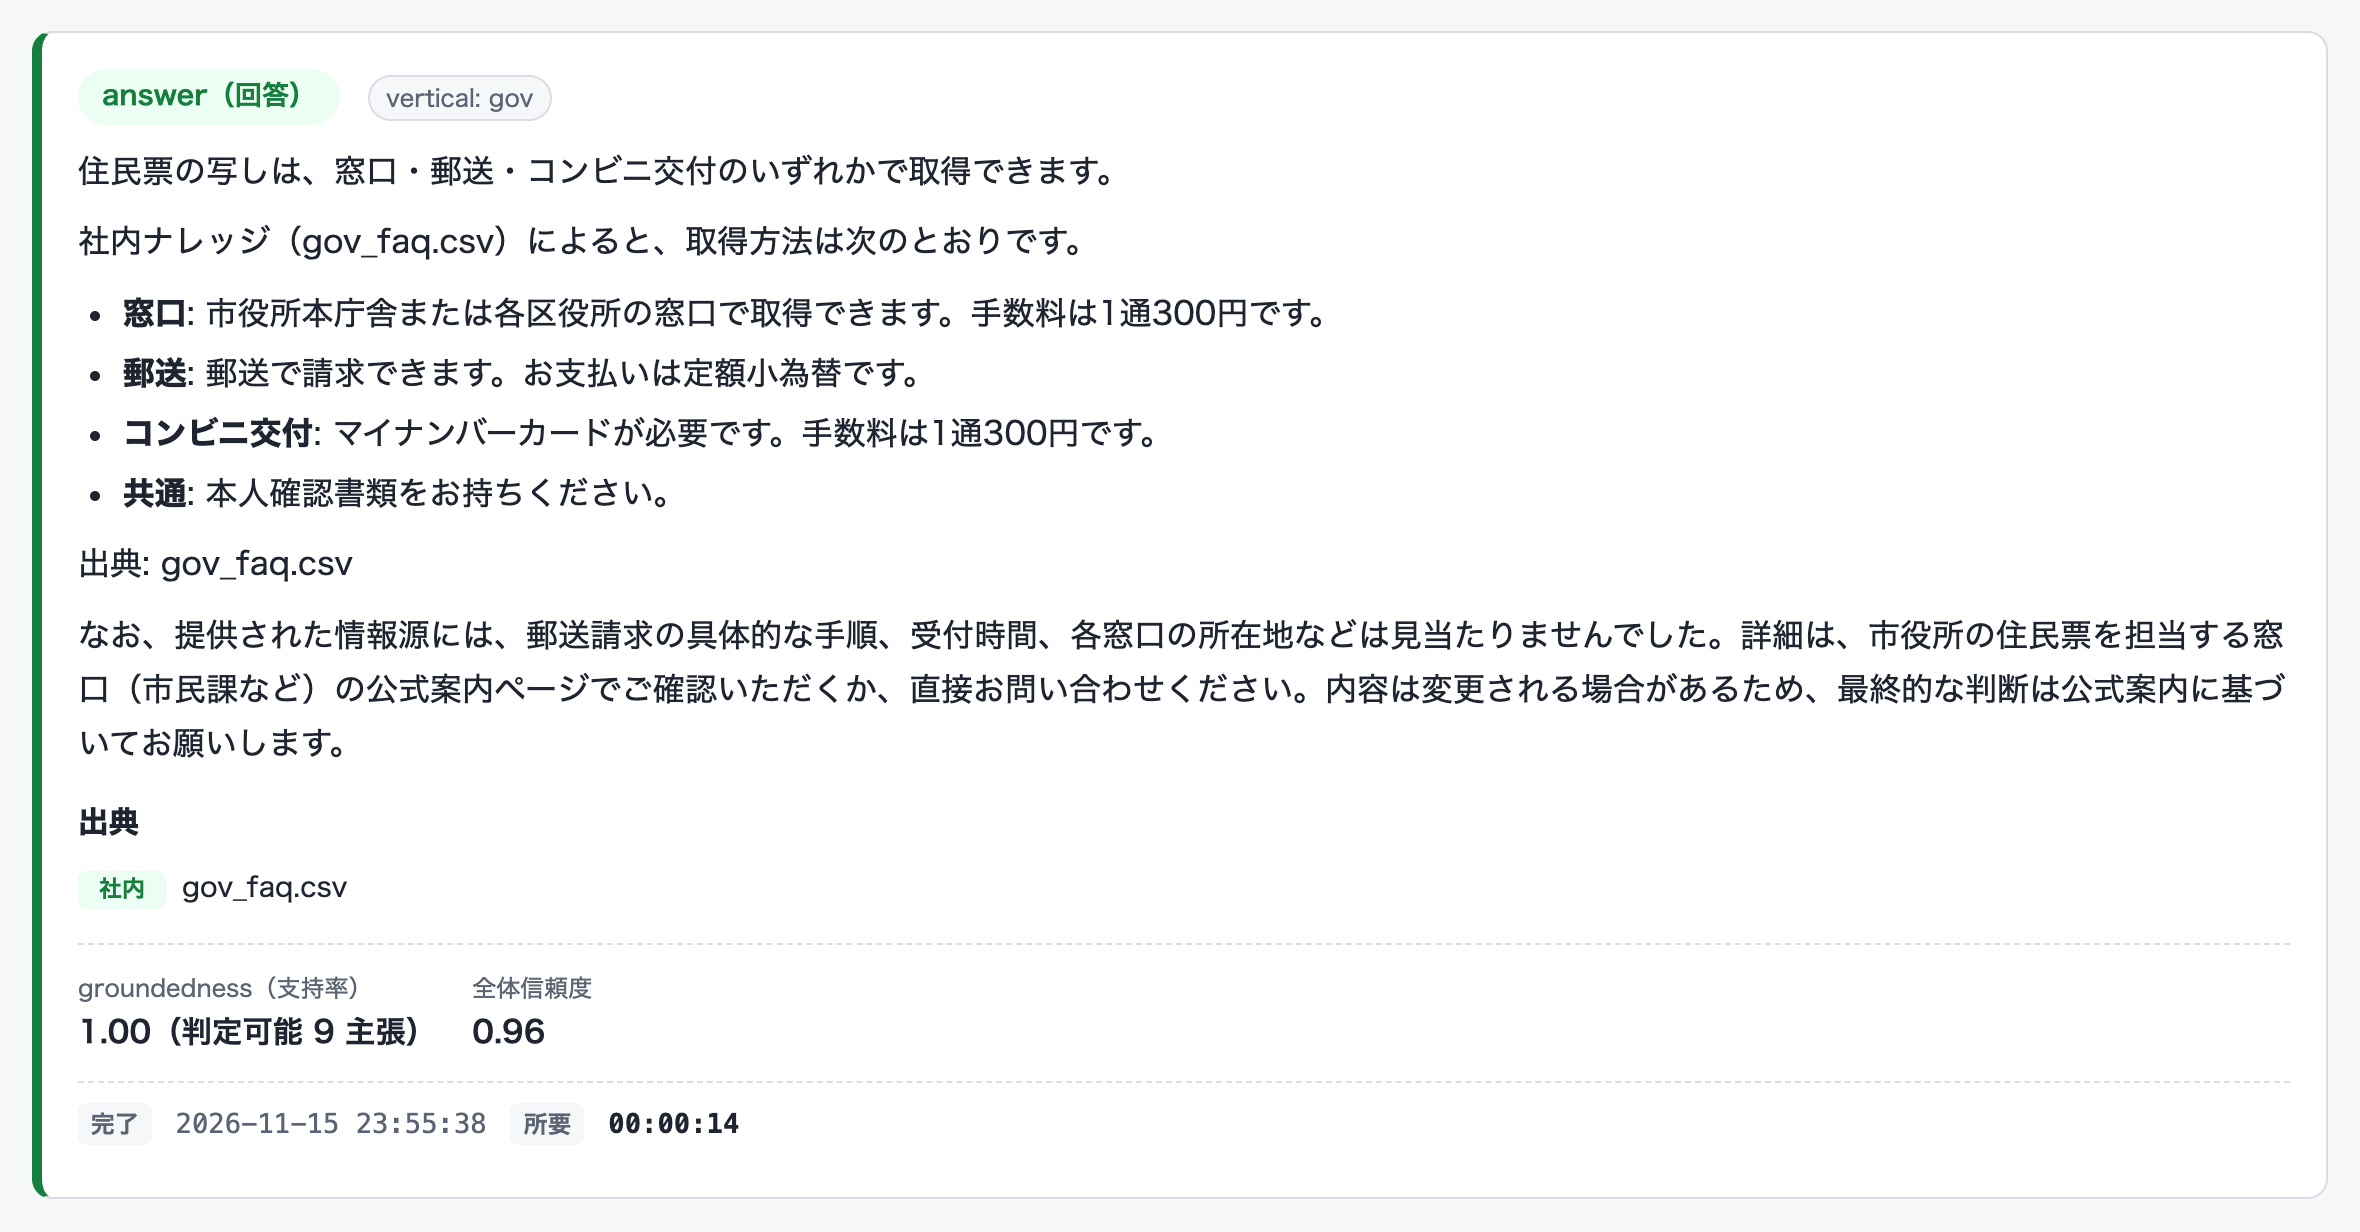 answer（回答）
vertical: gov
住民票の写しは、窓口・郵送・コンビニ交付のいずれかで取得できます。
社内ナレッジ（gov_faq.csv）によると、取得方法は次のとおりです。
• 窓口: 市役所本庁舎または各区役所の窓口で取得できます。手数料は1通300円です。
• 郵送: 郵送で請求できます。お支払いは定額小為替です。
• コンビニ交付: マイナンバーカードが必要です。手数料は1通300円です。
• 共通: 本人確認書類をお持ちください。
出典: gov_faq.csv
なお、提供された情報源には、郵送請求の具体的な手順、受付時間、各窓口の所在地などは見当たりませんでした。詳細は、市役所の住民票を担当する窓
口（市民課など）の公式案内ページでご確認いただくか、直接お問い合わせください。内容は変更される場合があるため、最終的な判断は公式案内に基づ
いてお願いします。
出典
社内 gov_faq.csv
groundedness（支持率） 全体信頼度
1.00（判定可能 9 主張） 0.96
完了 2026-11-15 23:55:38 所要 00:00:14